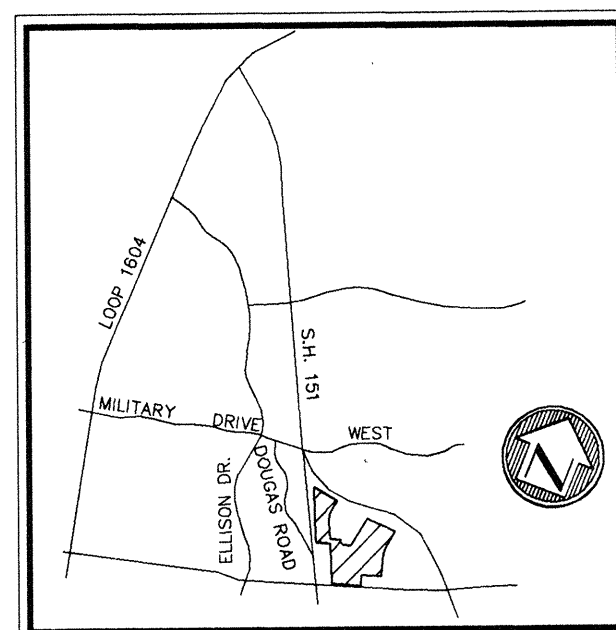 LOOP 1604
S.H. 151
MILITARY DRIVE WEST
ELLISON DR.
DOUGAS ROAD